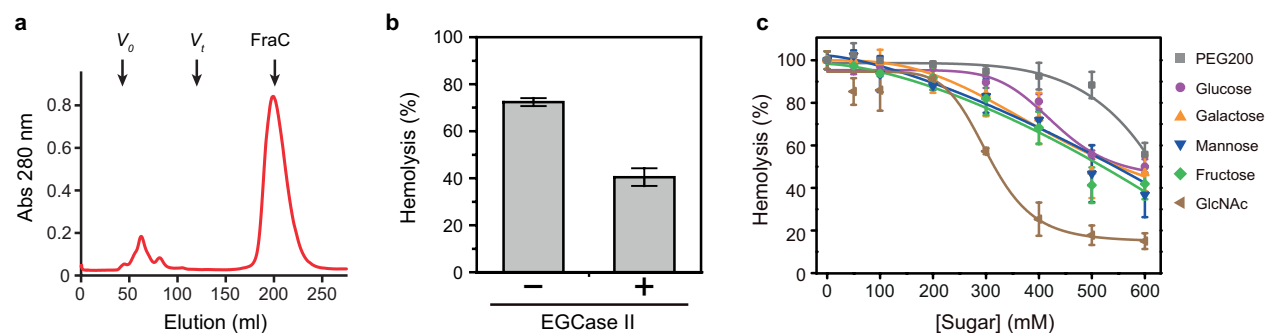 a
V0
Vt
FraC
Abs 280 nm
0.8
0.6
0.4
0.2
0
0
50
100
150
200
250
Elution (ml)
b
Hemolysis (%)
100
80
60
40
20
0
−
+
EGCase II
c
Hemolysis (%)
100
80
60
40
20
0
0
100
200
300
400
500
600
[Sugar] (mM)
PEG200
Glucose
Galactose
Mannose
Fructose
GlcNAc